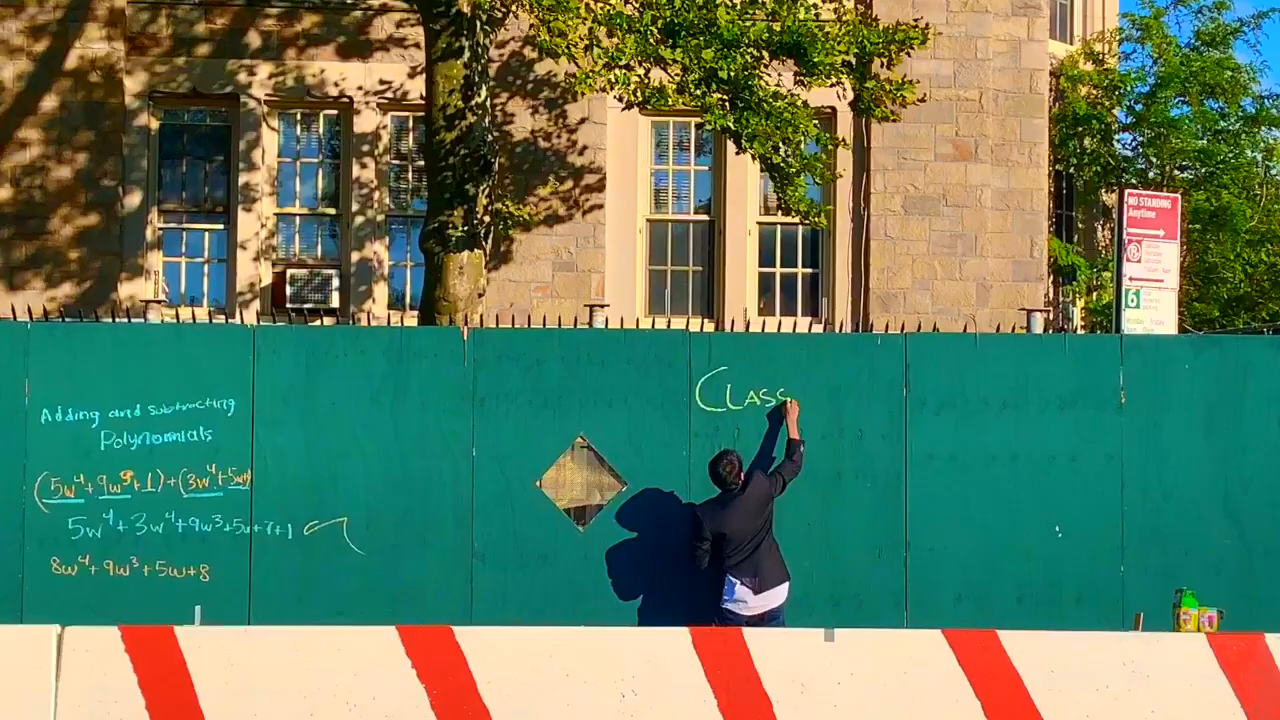 Adding and subtracting
Polynomials
(5w⁴+9w³+1)+(3w⁴+5w+
5w⁴+3w⁴+9w³+5w+7+1
8w⁴+9w³+5w+8
CLASS
NO STANDING
Anytime
6